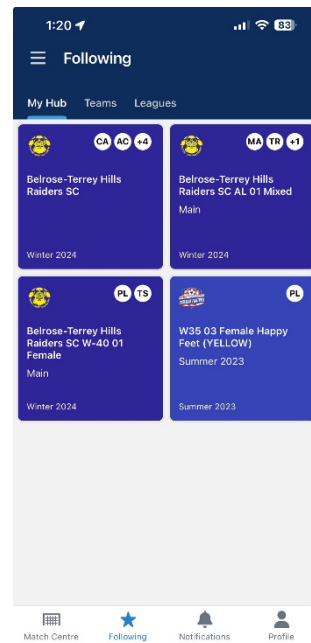 1:20
83
Following
My Hub Teams Leagues
CA AC +4
Belrose-Terrey Hills
Raiders SC
Winter 2024
MA TR +1
Belrose-Terrey Hills
Raiders SC AL 01 Mixed
Main
Winter 2024
PL TS
Belrose-Terrey Hills
Raiders SC W-40 01
Female
Main
Winter 2024
PL
W35 03 Female Happy
Feet (YELLOW)
Summer 2023
Summer 2023
Match Centre Following Notifications Profile